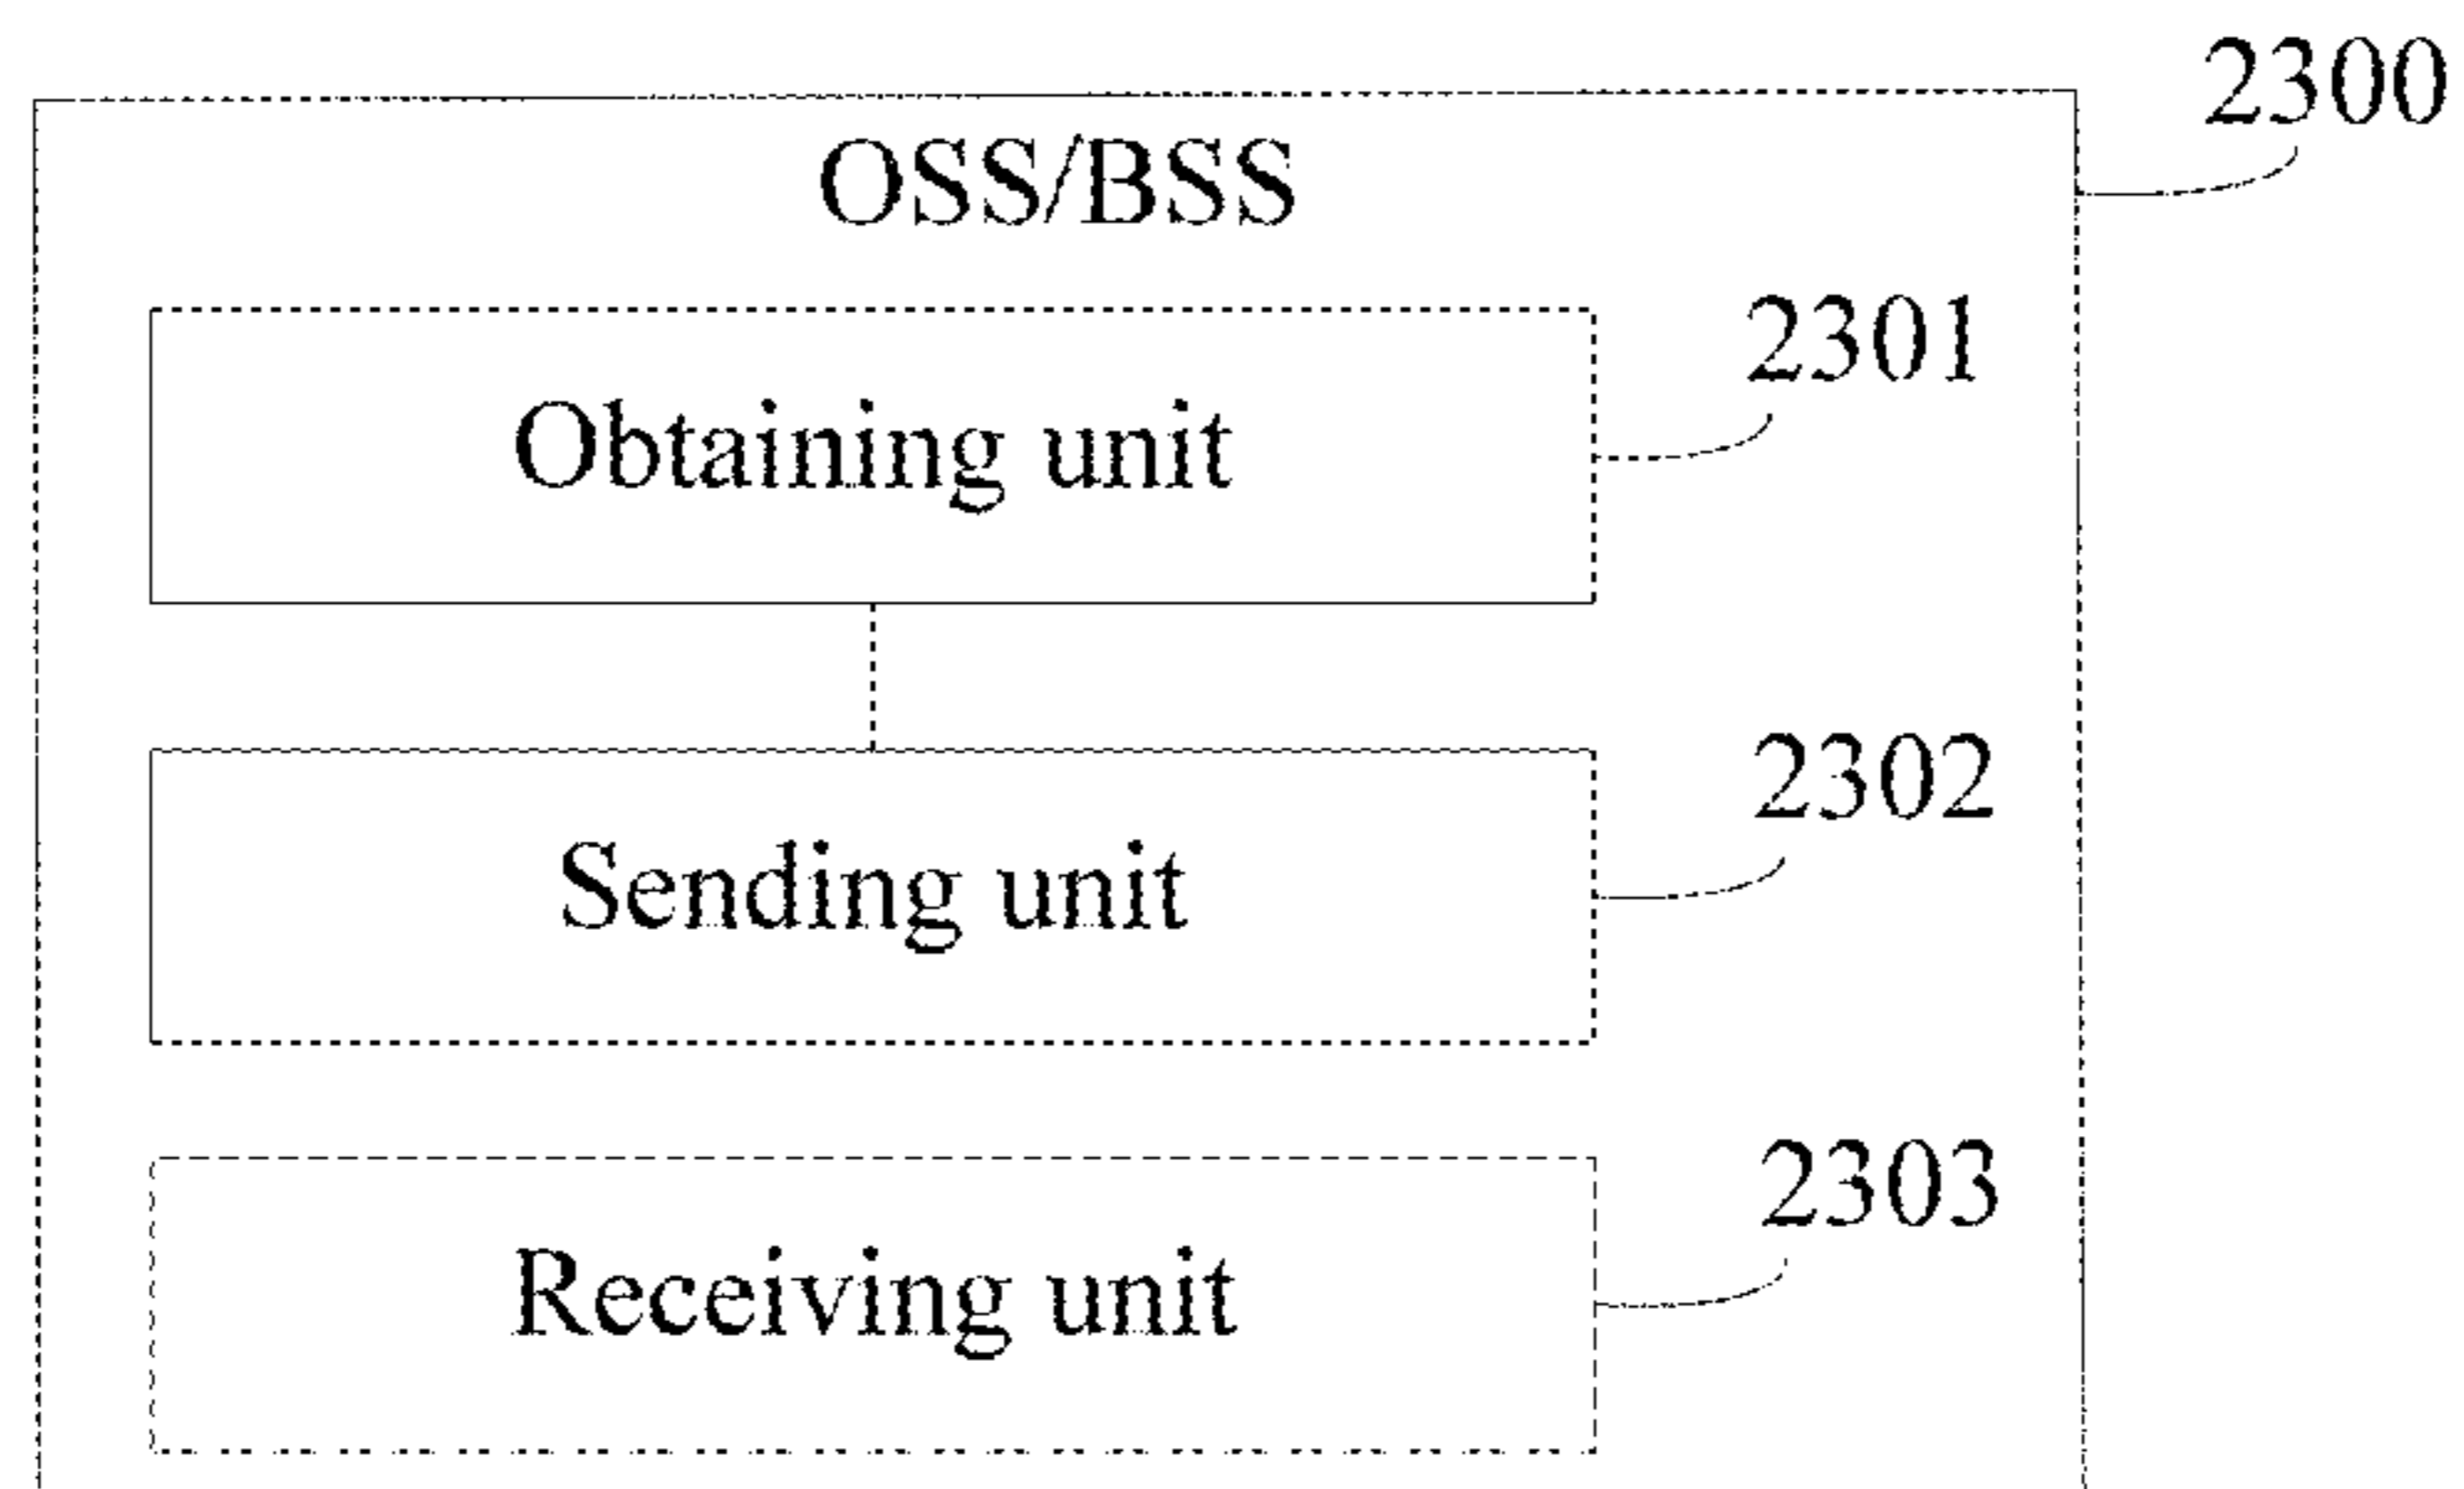 2300
OSS/BSS
2301
Obtaining unit
2302
Sending unit
2303
Receiving unit